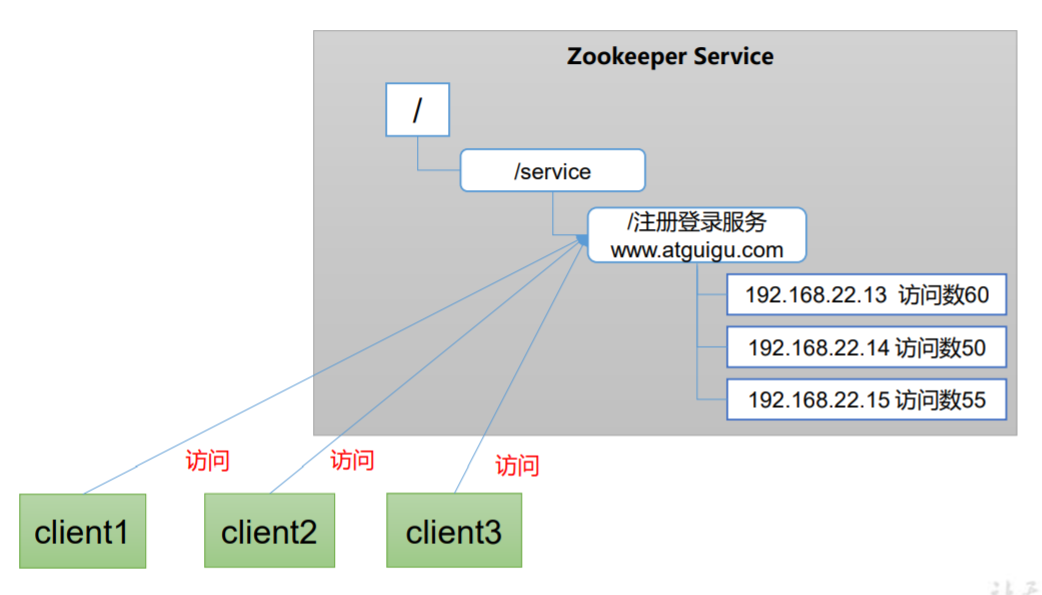 Zookeeper Service
/
/service
/注册登录服务
www.atguigu.com
192.168.22.13 访问数60
192.168.22.14 访问数50
192.168.22.15 访问数55
访问
访问
访问
client1
client2
client3